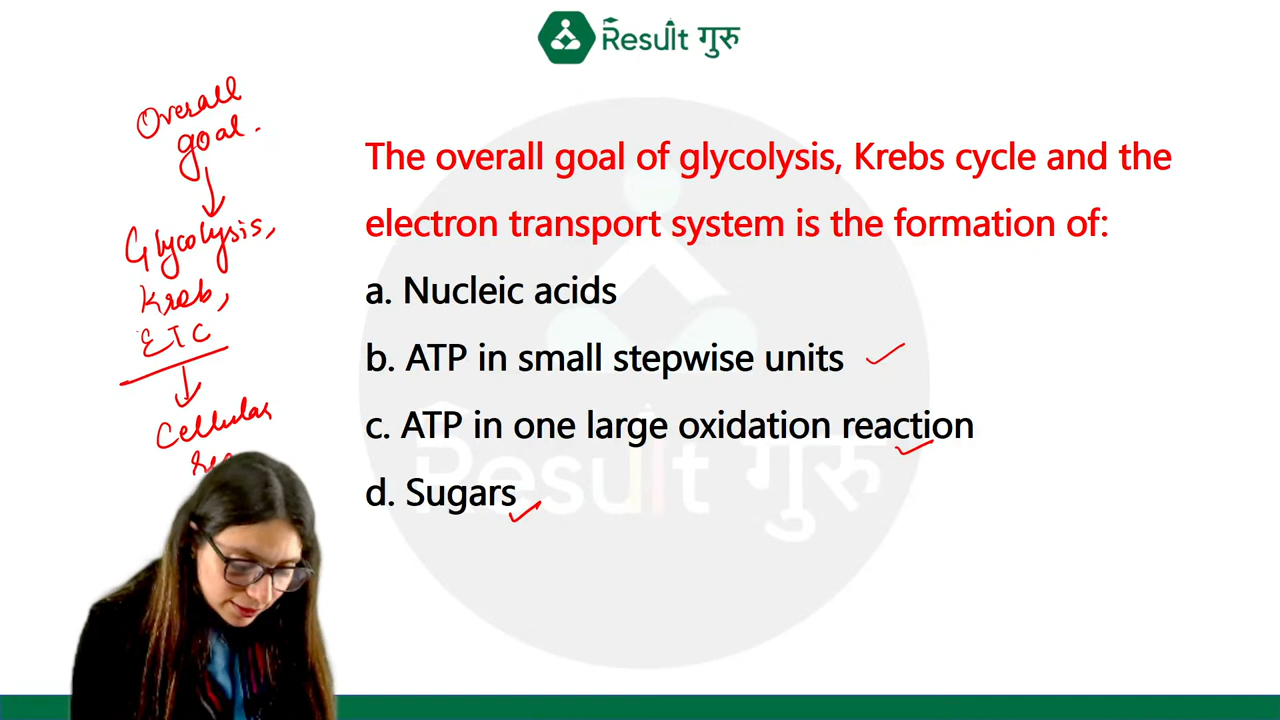 Result गुरु
Overall
goal.
Glycolysis,
Kreb,
ETC
Cellular
The overall goal of glycolysis, Krebs cycle and the
electron transport system is the formation of:
a. Nucleic acids
b. ATP in small stepwise units
c. ATP in one large oxidation reaction
d. Sugars
Result गुरु